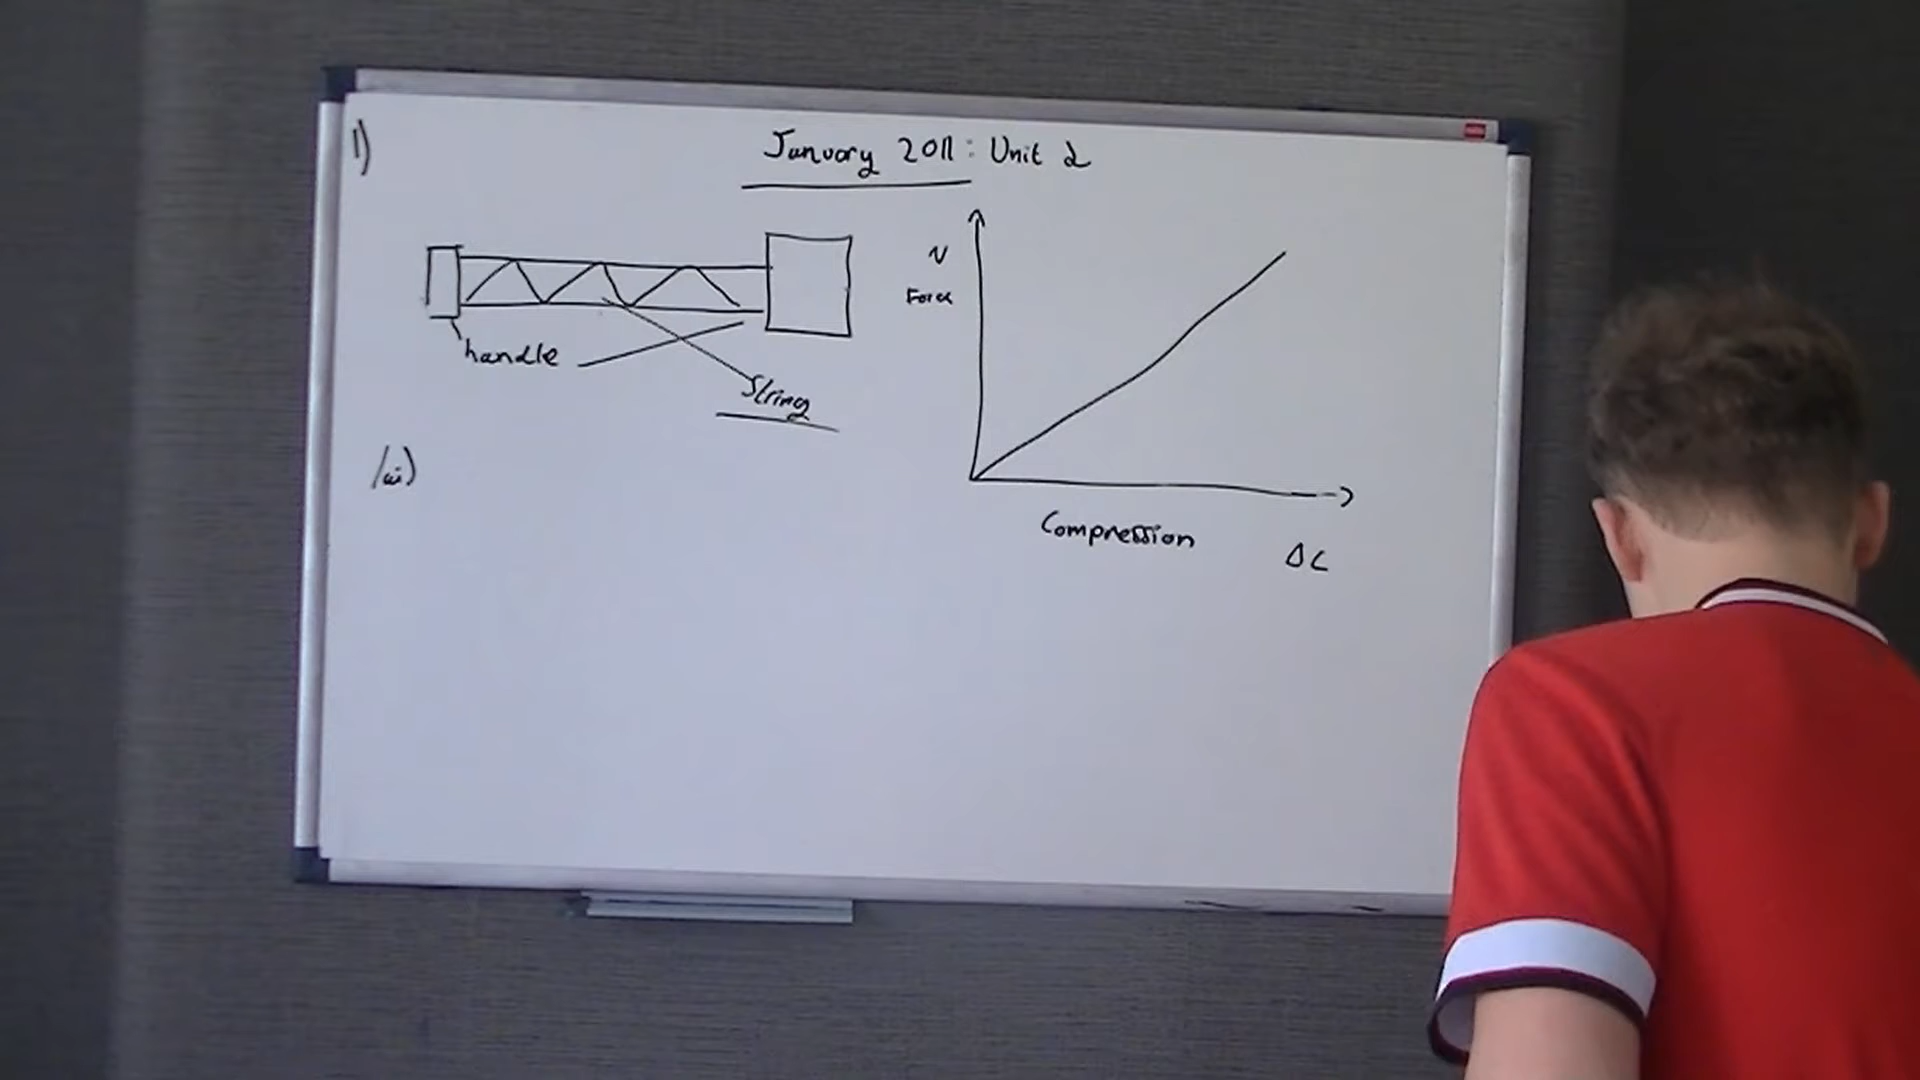 1)
January 2011: Unit 2
handle
String
N
Force
Compression
ΔL